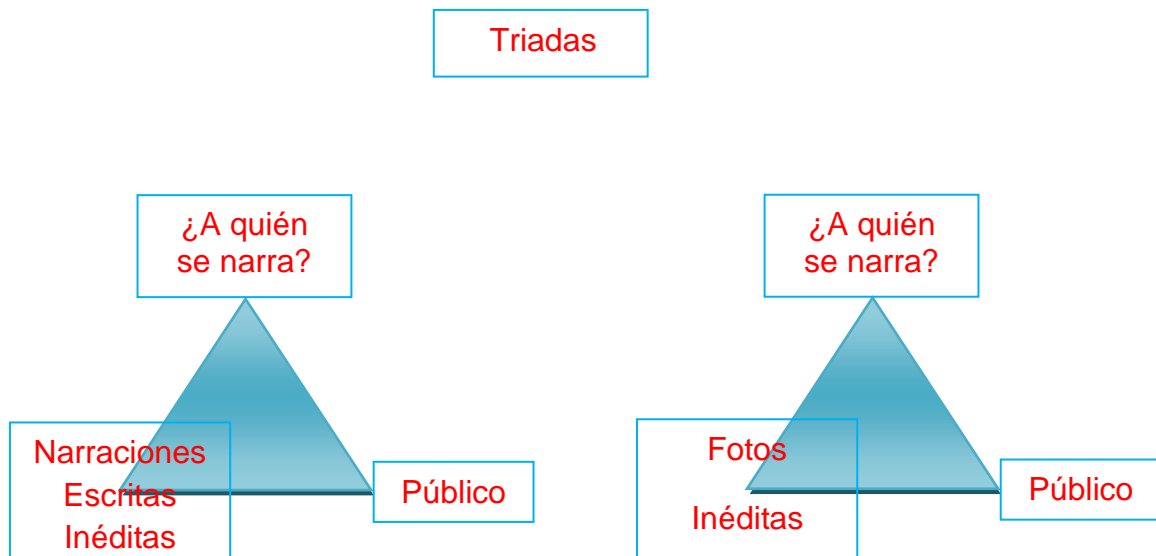 Triadas
¿A quién
se narra?
¿A quién
se narra?
Narraciones
Escritas
Inéditas
Público
Fotos
Inéditas
Público